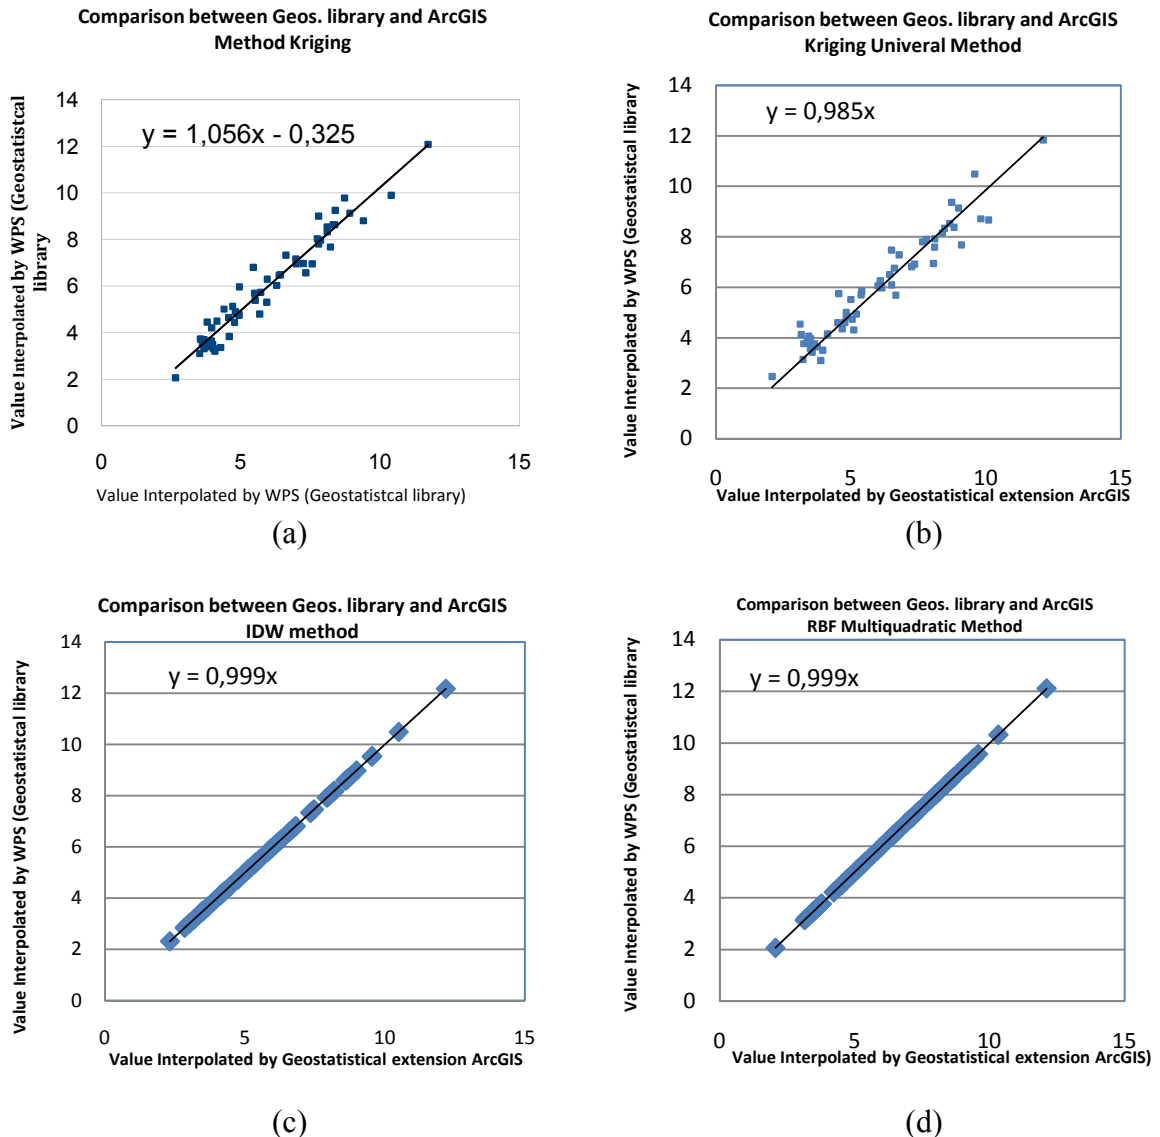 Comparison between Geos. library and ArcGIS
Method Kriging
Value Interpolated by WPS (Geostatistcal
library
y = 1,056x - 0,325
14
12
10
8
6
4
2
0
0 5 10 15
Value Interpolated by WPS (Geostatistcal library)
(a)
Comparison between Geos. library and ArcGIS
Kriging Univeral Method
Value Interpolated by WPS (Geostatistcal library
y = 0,985x
14
12
10
8
6
4
2
0
0 5 10 15
Value Interpolated by Geostatistical extension ArcGIS
(b)
Comparison between Geos. library and ArcGIS
IDW method
Value Interpolated by WPS (Geostatistcal library
y = 0,999x
14
12
10
8
6
4
2
0
0 5 10 15
Value Interpolated by Geostatistical extension ArcGIS
(c)
Comparison between Geos. library and ArcGIS
RBF Multiquadratic Method
Value Interpolated by WPS (Geostatistcal library
y = 0,999x
14
12
10
8
6
4
2
0
0 5 10 15
Value Interpolated by Geostatistical extension ArcGIS)
(d)